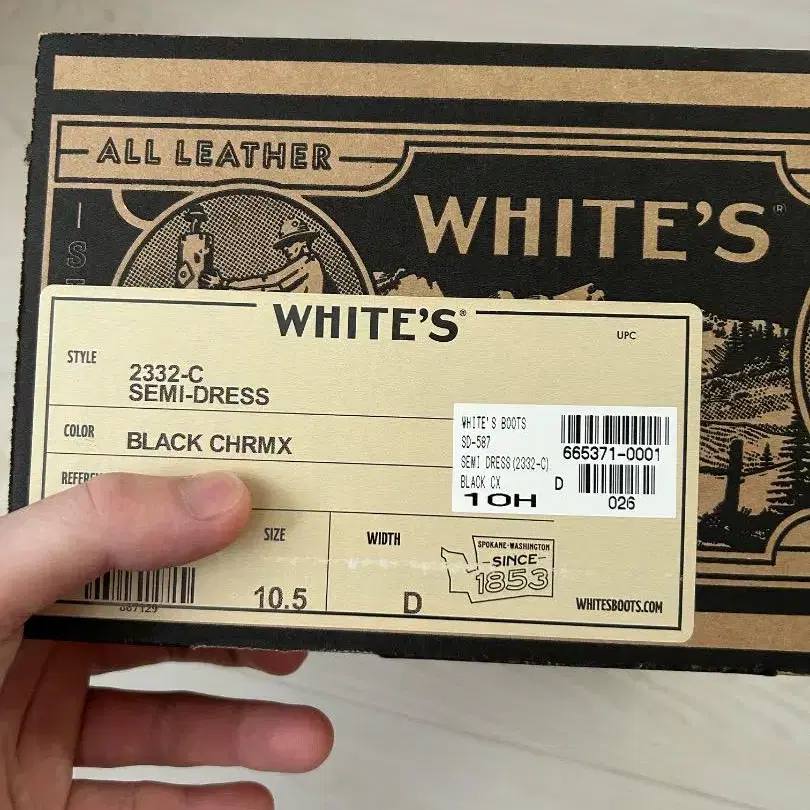 ALL LEATHER
WHITE'S®
WHITE'S®
UPC
STYLE
2332-C
SEMI-DRESS
COLOR
BLACK CHRMX
WHITE'S BOOTS
SD-587
665371-0001
SEMI DRESS(2332-C)
BLACK CX
D
10H
026
SIZE
10.5
WIDTH
D
SPOKANE·WASHINGTON
SINCE
1853
WHITESBOOTS.COM